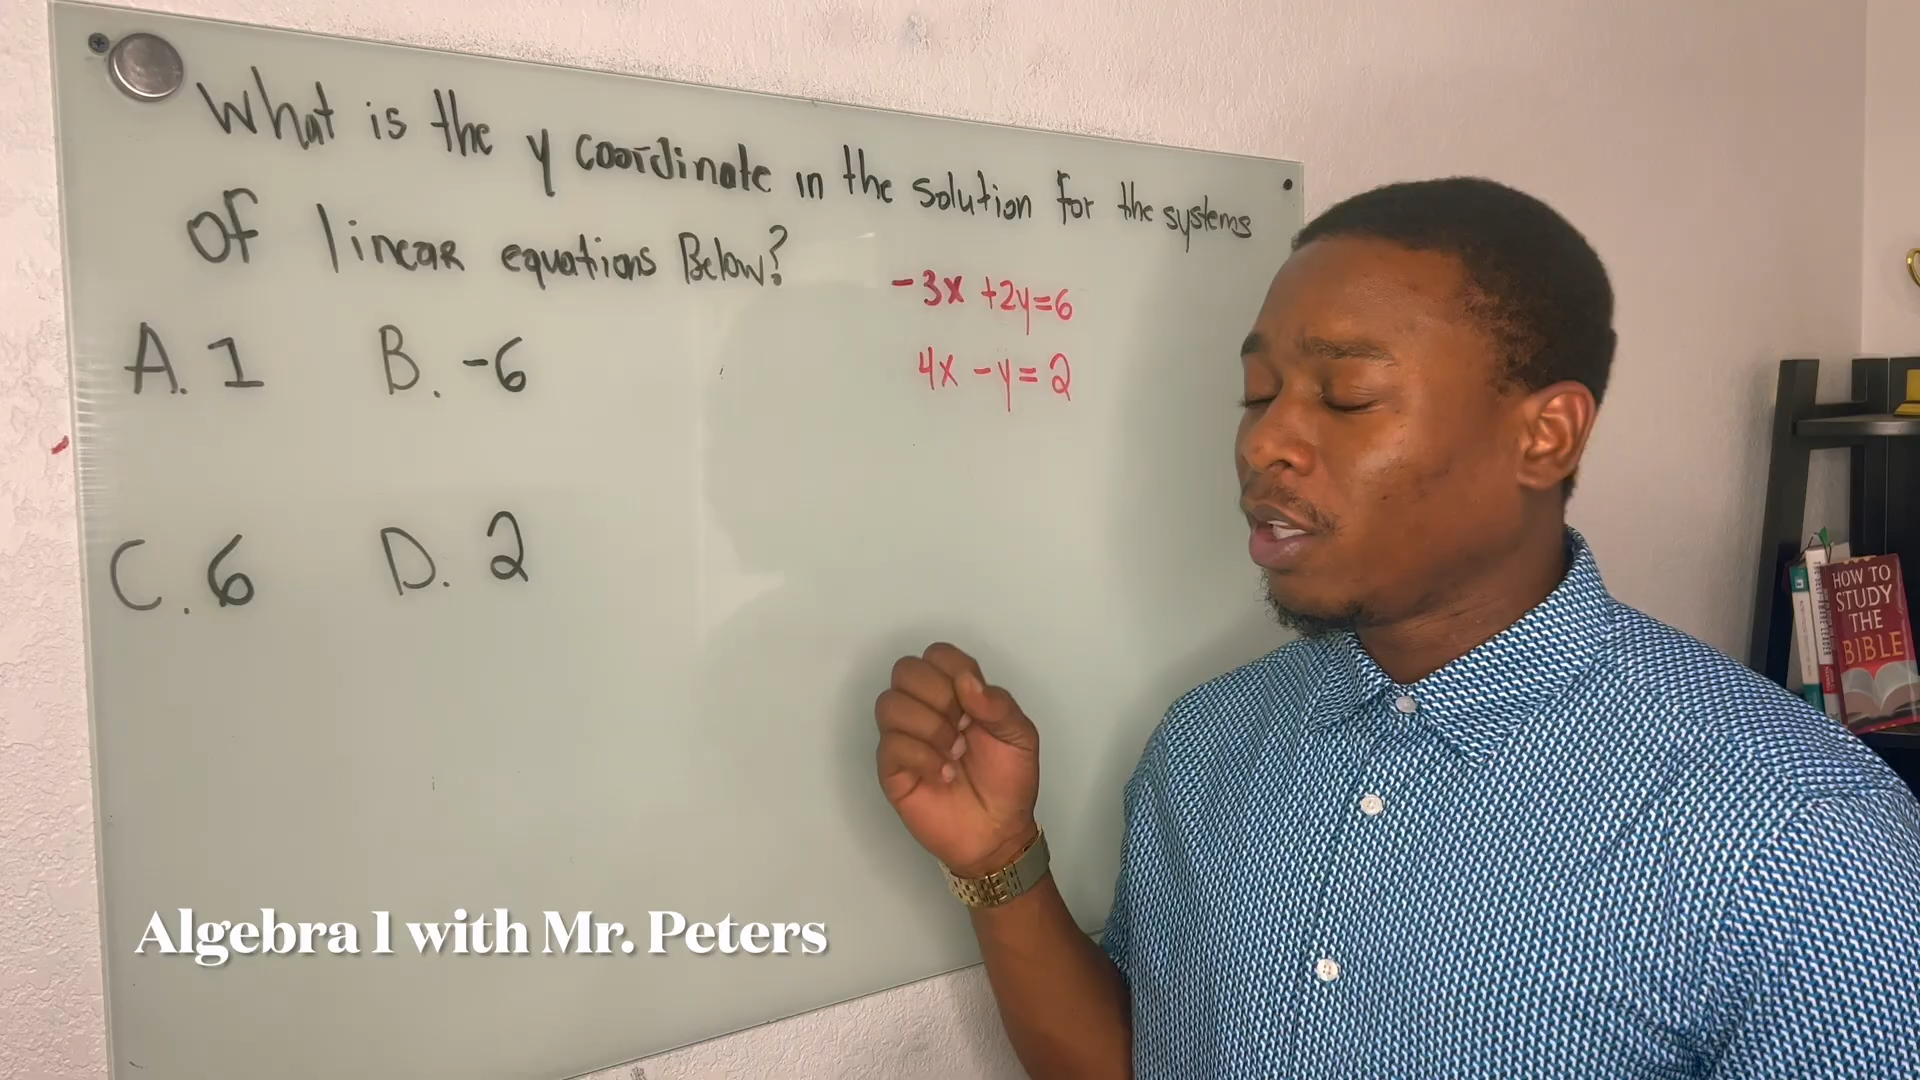 What is the y coordinate in the solution for the systems
of linear equations Below?
-3x +2y=6
4x -y= 2
A. 1 B. -6
C. 6 D. 2
HOW TO
STUDY
THE
BIBLE
Algebra 1 with Mr. Peters